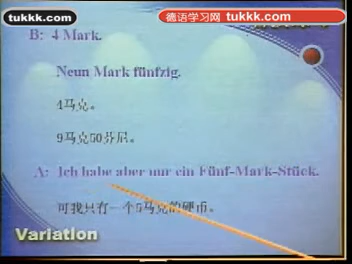 tukkk.com
德语学习网 tukkk.com
B: 4 Mark.
Neun Mark fünfzig.
4马克。
9马克50芬尼。
A: Ich habe aber nur ein Fünf-Mark-Stück.
可我只有一个5马克的硬币。
Variation